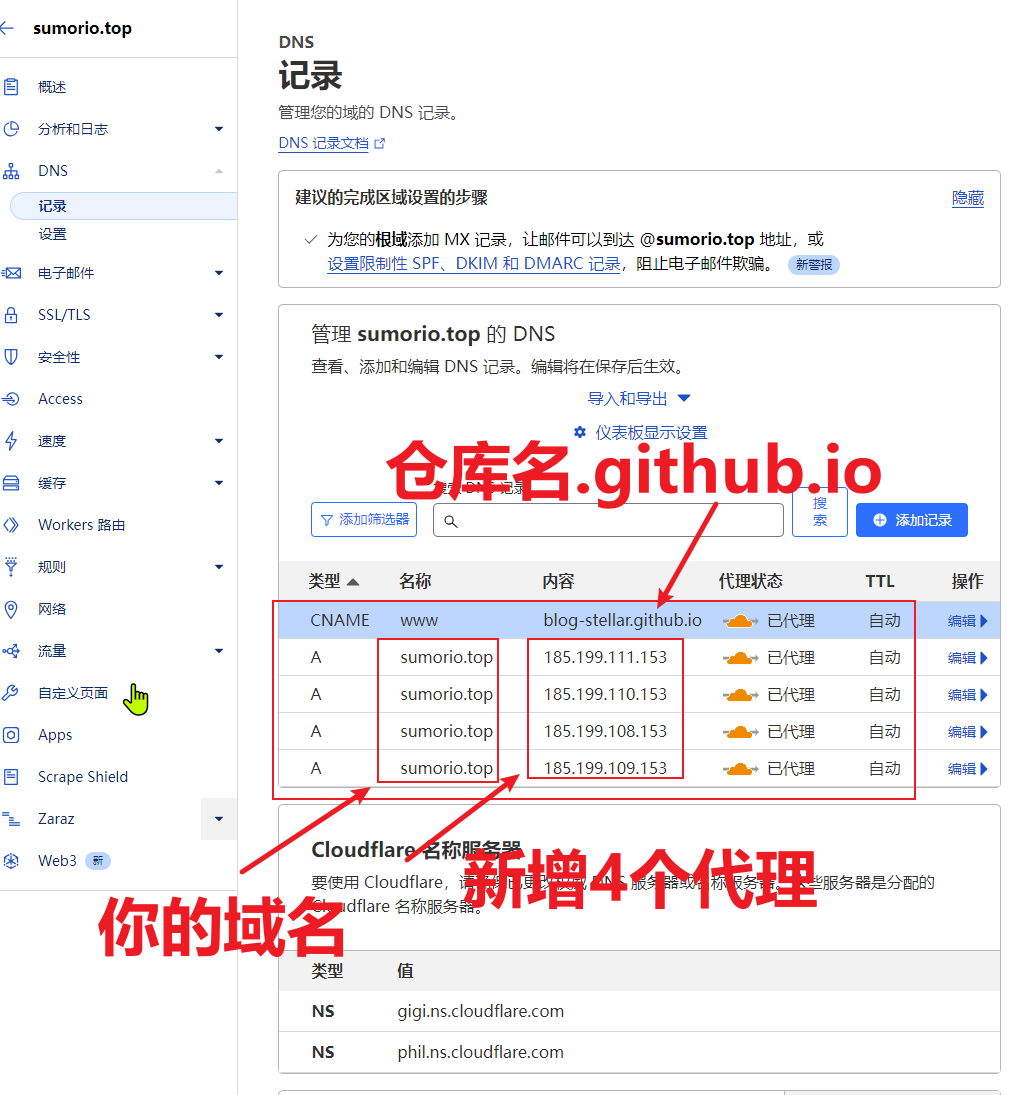 sumorio.top
概述
分析和日志
DNS
记录
设置
电子邮件
SSL/TLS
安全性
Access
速度
缓存
Workers 路由
规则
网络
流量
自定义页面
Apps
Scrape Shield
Zaraz
Web3 新
DNS
记录
管理您的域的 DNS 记录。
DNS 记录文档
建议的完成区域设置的步骤
隐藏
为您的根域添加 MX 记录，让邮件可以到达 @sumorio.top 地址，或
设置限制性 SPF、DKIM 和 DMARC 记录，阻止电子邮件欺骗。 新警报
管理 sumorio.top 的 DNS
查看、添加和编辑 DNS 记录。编辑将在保存后生效。
导入和导出
仪表板显示设置
仓库名.github.io
搜索 DNS 记录
添加筛选器
搜
索
添加记录
类型 名称 内容 代理状态 TTL 操作
CNAME www blog-stellar.github.io 已代理 自动 编辑
A sumorio.top 185.199.111.153 已代理 自动 编辑
A sumorio.top 185.199.110.153 已代理 自动 编辑
A sumorio.top 185.199.108.153 已代理 自动 编辑
A sumorio.top 185.199.109.153 已代理 自动 编辑
Cloudflare 名称服务器
新增4个代理
要使用 Cloudflare，请 DNS 服务器或名称服务器。 些服务器是分配的
Cloudflare 名称服务器。
你的域名
类型 值
NS gigi.ns.cloudflare.com
NS phil.ns.cloudflare.com